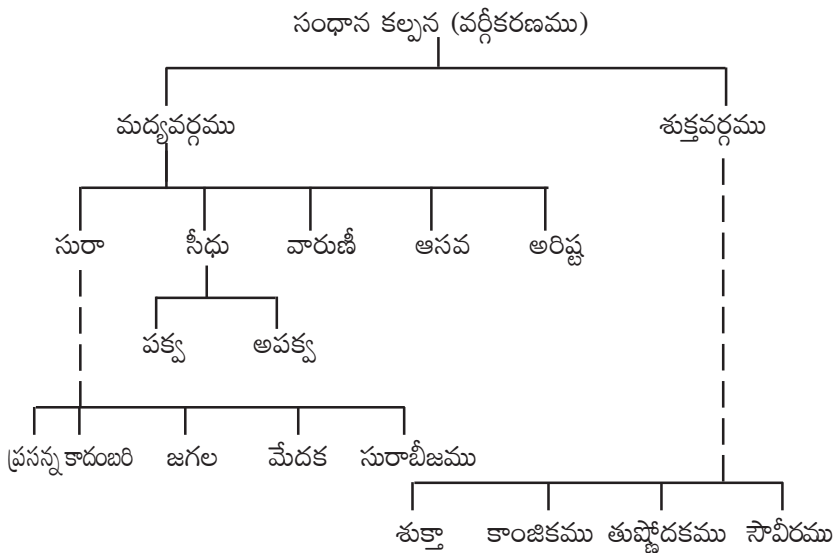 సంధాన కల్పన (వర్గీకరణము)
మద్యవర్గము శుక్తవర్గము
సురా సీధు వారుణీ ఆసవ అరిష్ట
పక్వ అపక్వ
ప్రసన్న కాదంబరి జగల మేదక సురాబీజము
శుక్తా కాంజికము తుష్ణోదకము సౌవీరము